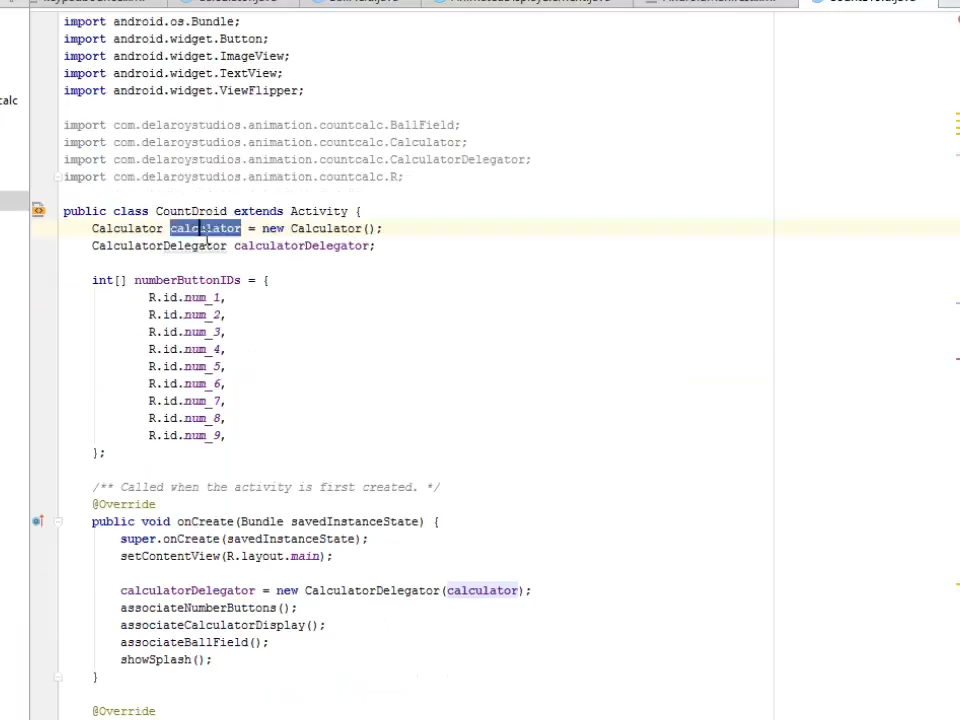 calc
import android.os.Bundle;
import android.widget.Button;
import android.widget.ImageView;
import android.widget.TextView;
import android.widget.ViewFlipper;
import com.delaroystudios.animation.countcalc.BallField;
import com.delaroystudios.animation.countcalc.Calculator;
import com.delaroystudios.animation.countcalc.CalculatorDelegator;
import com.delaroystudios.animation.countcalc.R;
public class CountDroid extends Activity {
Calculator calculator = new Calculator();
CalculatorDelegator calculatorDelegator;
int[] numberButtonIDs = {
R.id.num_1,
R.id.num_2,
R.id.num_3,
R.id.num_4,
R.id.num_5,
R.id.num_6,
R.id.num_7,
R.id.num_8,
R.id.num_9,
};
/** Called when the activity is first created. */
@Override
public void onCreate(Bundle savedInstanceState) {
super.onCreate(savedInstanceState);
setContentView(R.layout.main);
calculatorDelegator = new CalculatorDelegator(calculator);
associateNumberButtons();
associateCalculatorDisplay();
associateBallField();
showSplash();
}
@Override